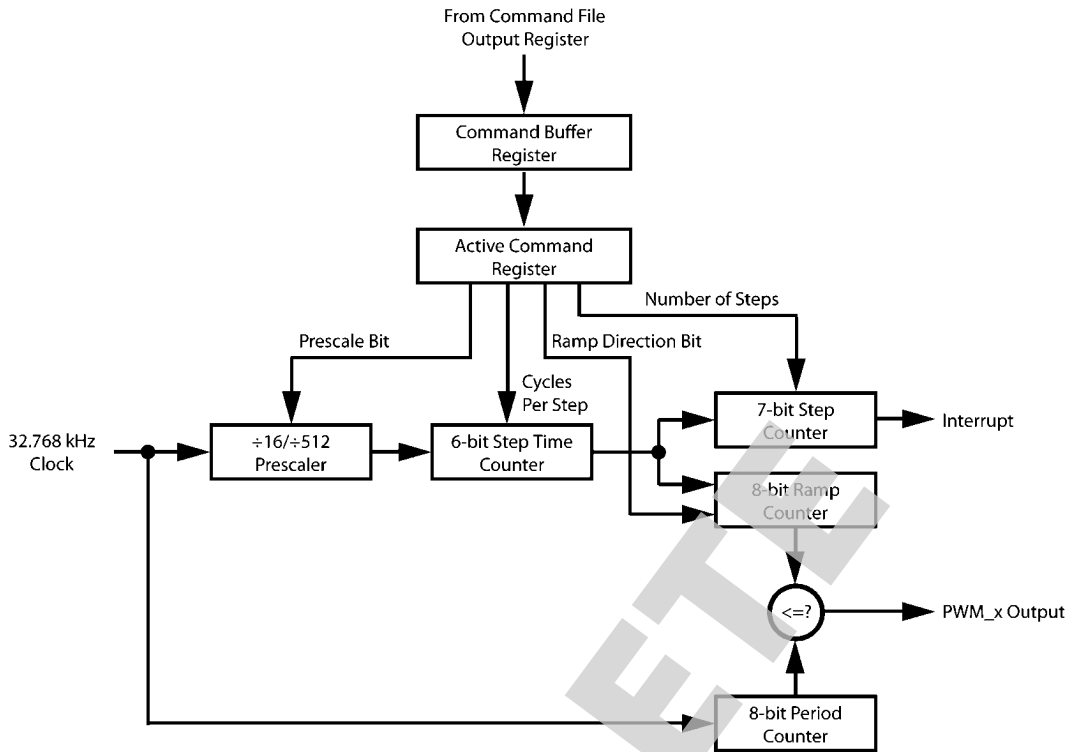 From Command File
Output Register
Command Buffer
Register
Active Command
Register
Number of Steps
Prescale Bit
Ramp Direction Bit
Cycles
Per Step
32.768 kHz
Clock
÷16/÷512
Prescaler
6-bit Step Time
Counter
7-bit Step
Counter
Interrupt
8-bit Ramp
Counter
<=?
PWM_x Output
8-bit Period
Counter
ETE